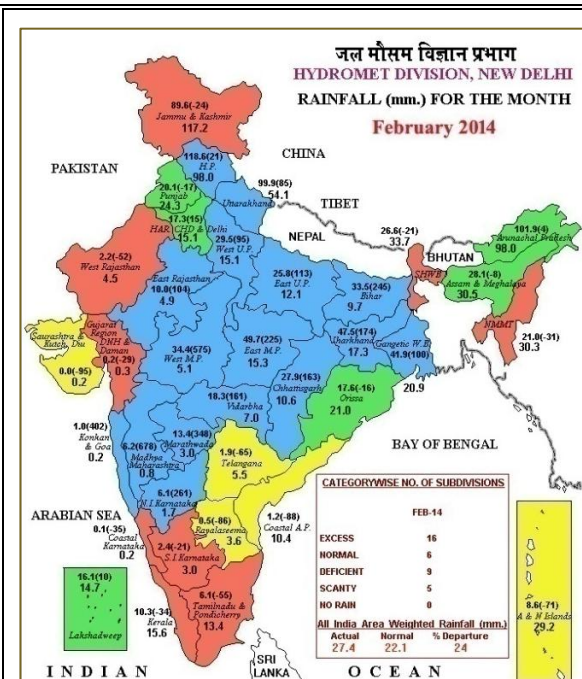 जल मौसम विज्ञान प्रभाग
HYDROMET DIVISION, NEW DELHI
RAINFALL (mm.) FOR THE MONTH
February 2014
89.6(-24)
Jammu & Kashmir
117.2
CHINA
118.6(21)
H.P.
98.0
PAKISTAN
20.1(-17)
Punjab
24.3
99.9(85)
Uttarakhand
54.1
TIBET
17.3(15)
HAR. CHD & Delhi
15.1
29.5(95)
West U.P.
15.1
NEPAL
26.6(-21)
33.7
101.9(4)
Arunachal Pradesh
98.0
BHUTAN
SHWB
28.1(-8)
Assam & Meghalaya
30.5
2.2(-52)
West Rajasthan
4.5
East Rajasthan
10.0(104)
4.9
25.8(113)
East U.P.
12.1
33.5(245)
Bihar
9.7
NMMT
21.0(-31)
30.3
Saurashtra &
Kutch, Diu
0.0(-95)
0.2
Gujarat
Region
DNH &
Daman
0.2(-29)
0.3
34.4(575)
West M.P.
5.1
49.7(225)
East M.P.
15.3
47.5(174)
Jharkhand
17.3
Gangetic W.B.
41.9(100)
20.9
27.9(163)
Chhattisgarh
10.6
17.6(-16)
Orissa
21.0
18.3(161)
Vidarbha
7.0
1.0(402)
Konkan
& Goa
0.2
6.2(678)
Madhya
Maharashtra
0.8
13.4(348)
Marathwada
3.0
1.9(-65)
Telangana
5.5
BAY OF BENGAL
6.1(261)
N.I. Karnataka
1.7
0.5(-86)
Rayalaseema
3.6
1.2(-88)
Coastal A.P.
10.4
ARABIAN SEA
0.1(-35)
Coastal
Karnataka
0.2
2.4(-21)
S.I. Karnataka
3.0
16.1(10)
14.7
Lakshadweep
10.3(-34)
Kerala
15.6
6.1(-55)
Tamilnadu &
Pondicherry
13.4
CATEGORYWISE NO. OF SUBDIVISIONS
FEB-14
EXCESS 16
NORMAL 6
DEFICIENT 9
SCANTY 5
NO RAIN 0
All India Area Weighted Rainfall (mm.)
Actual Normal % Departure
27.4 22.1 24
8.6(-71)
A & N Islands
29.2
SRI
LANKA
INDIAN OCEAN